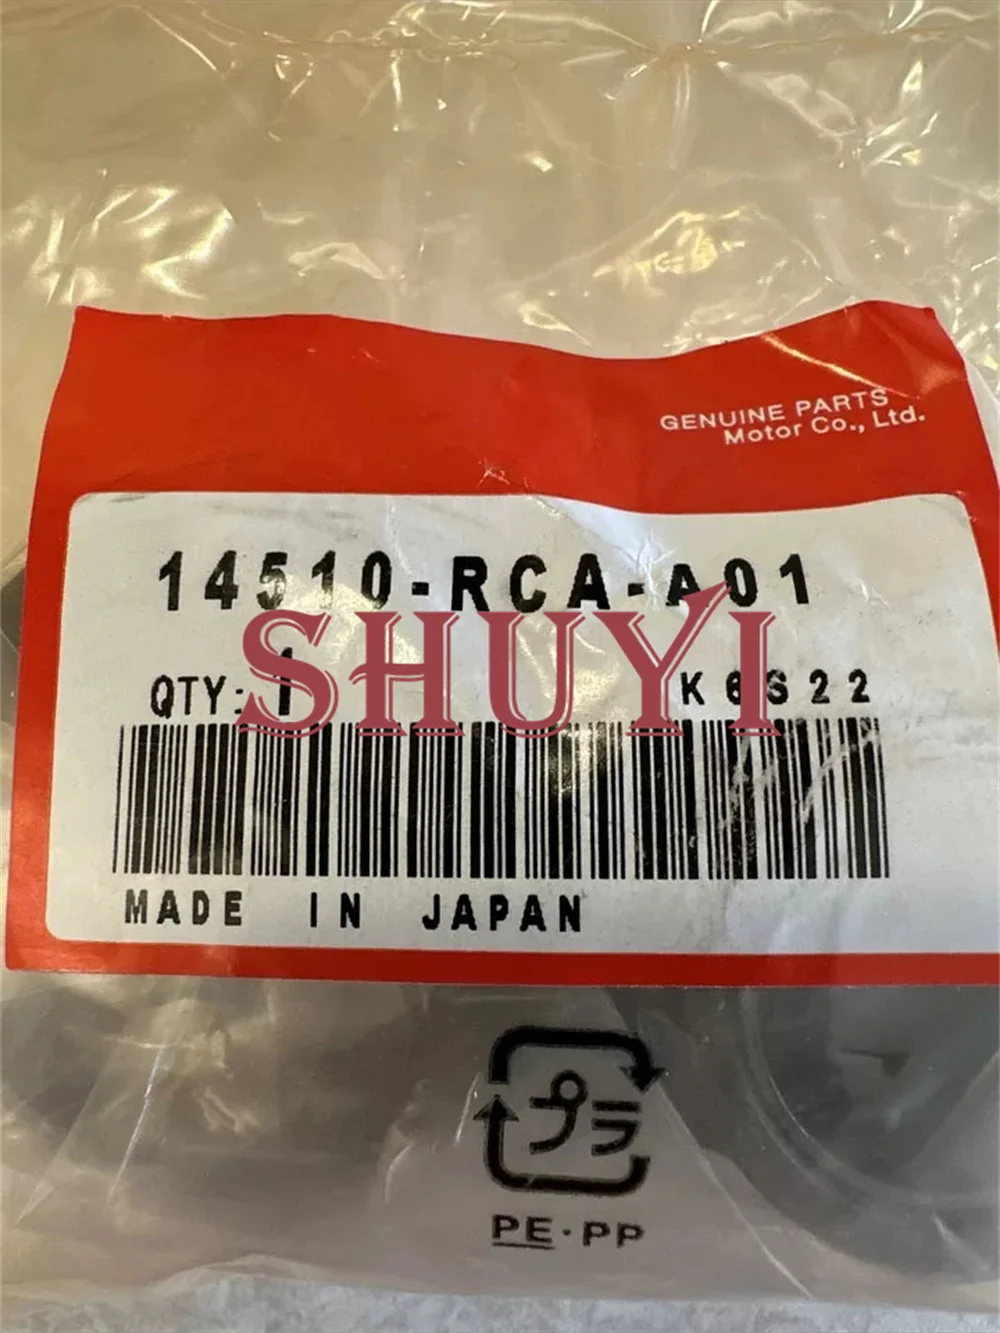 GENUINE PARTS
Motor Co., Ltd.
14510-RCA-A01
SHUYI
QTY: 1 K6S22
MADE IN JAPAN
プラ
PE・PP